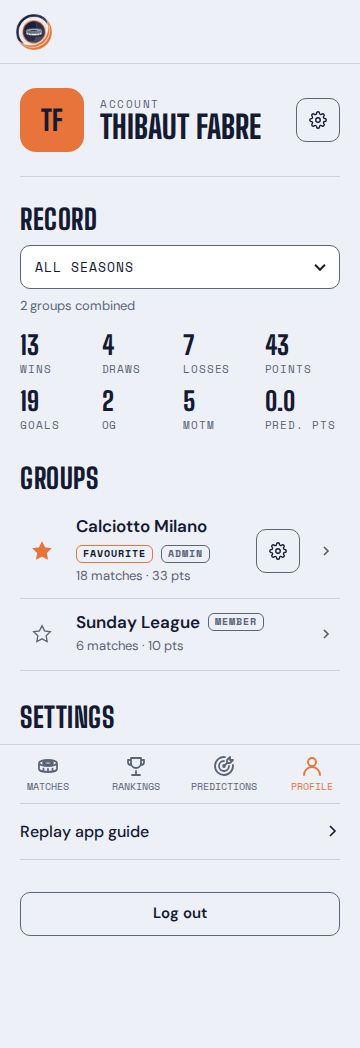 TF
ACCOUNT
THIBAUT FABRE
RECORD
ALL SEASONS
2 groups combined
13 4 7 43
WINS DRAWS LOSSES POINTS
19 2 5 0.0
GOALS OG MOTM PRED. PTS
GROUPS
Calciotto Milano
FAVOURITE ADMIN
18 matches · 33 pts
Sunday League MEMBER
6 matches · 10 pts
SETTINGS
MATCHES RANKINGS PREDICTIONS PROFILE
Replay app guide
Log out